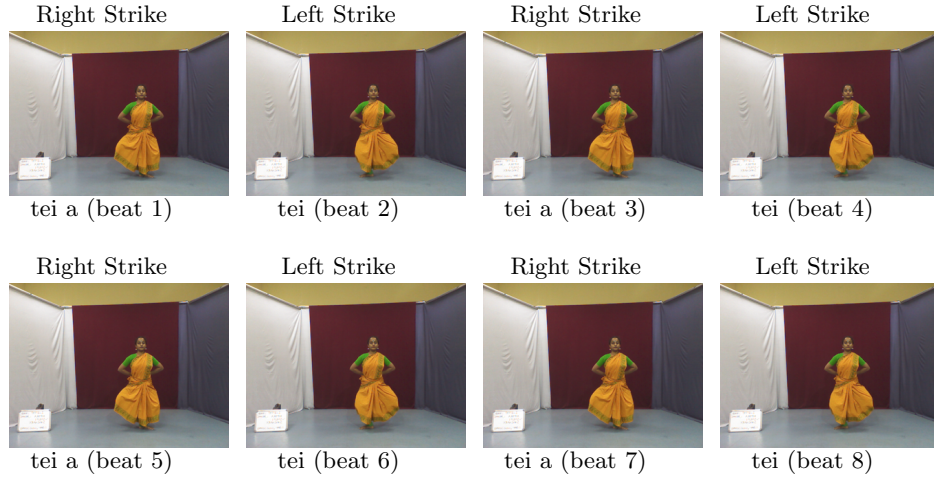 Right Strike
Left Strike
Right Strike
Left Strike
tei a (beat 1)
tei (beat 2)
tei a (beat 3)
tei (beat 4)
Right Strike
Left Strike
Right Strike
Left Strike
tei a (beat 5)
tei (beat 6)
tei a (beat 7)
tei (beat 8)